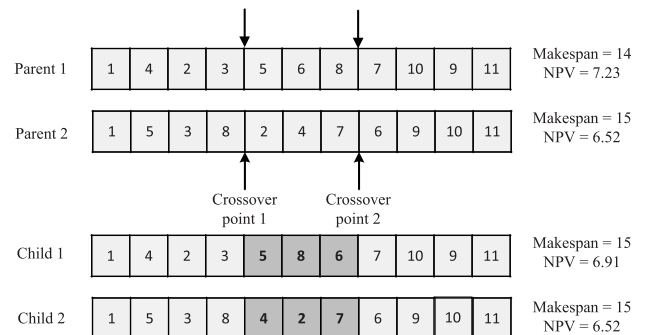 Parent 1 1 4 2 3 5 6 8 7 10 9 11 Makespan = 14
NPV = 7.23
Parent 2 1 5 3 8 2 4 7 6 9 10 11 Makespan = 15
NPV = 6.52
Crossover point 1
Crossover point 2
Child 1 1 4 2 3 5 8 6 7 10 9 11 Makespan = 15
NPV = 6.91
Child 2 1 5 3 8 4 2 7 6 9 10 11 Makespan = 15
NPV = 6.52